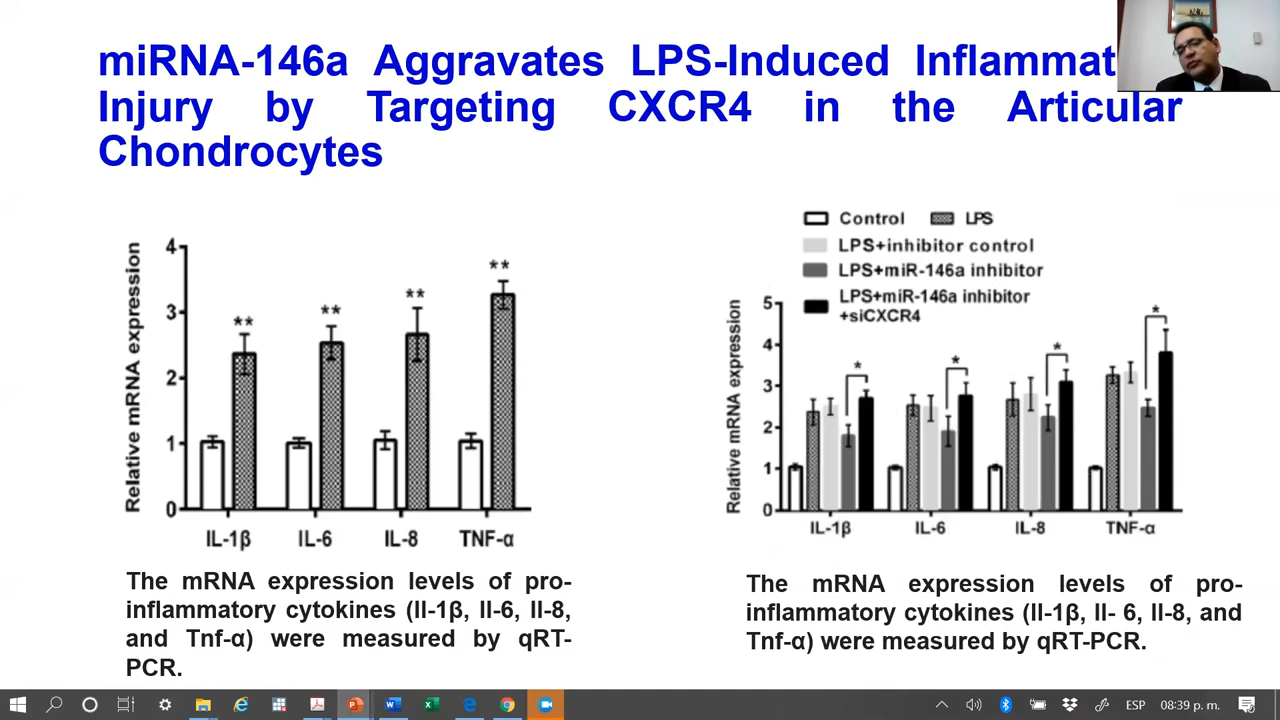 miRNA-146a Aggravates LPS-Induced Inflammat
Injury by Targeting CXCR4 in the Articular
Chondrocytes
Relative mRNA expression
4
3
2
1
0
**
**
**
**
IL-1β IL-6 IL-8 TNF-α
The mRNA expression levels of pro-
inflammatory cytokines (Il-1β, Il-6, Il-8,
and Tnf-α) were measured by qRT-
PCR.
Control LPS
LPS+inhibitor control
LPS+miR-146a inhibitor
LPS+miR-146a inhibitor
+siCXCR4
Relative mRNA expression
5
4
3
2
1
0
*
*
*
*
IL-1β IL-6 IL-8 TNF-α
The mRNA expression levels of pro-
inflammatory cytokines (Il-1β, Il- 6, Il-8, and
Tnf-α) were measured by qRT-PCR.
ESP 08:39 p. m.